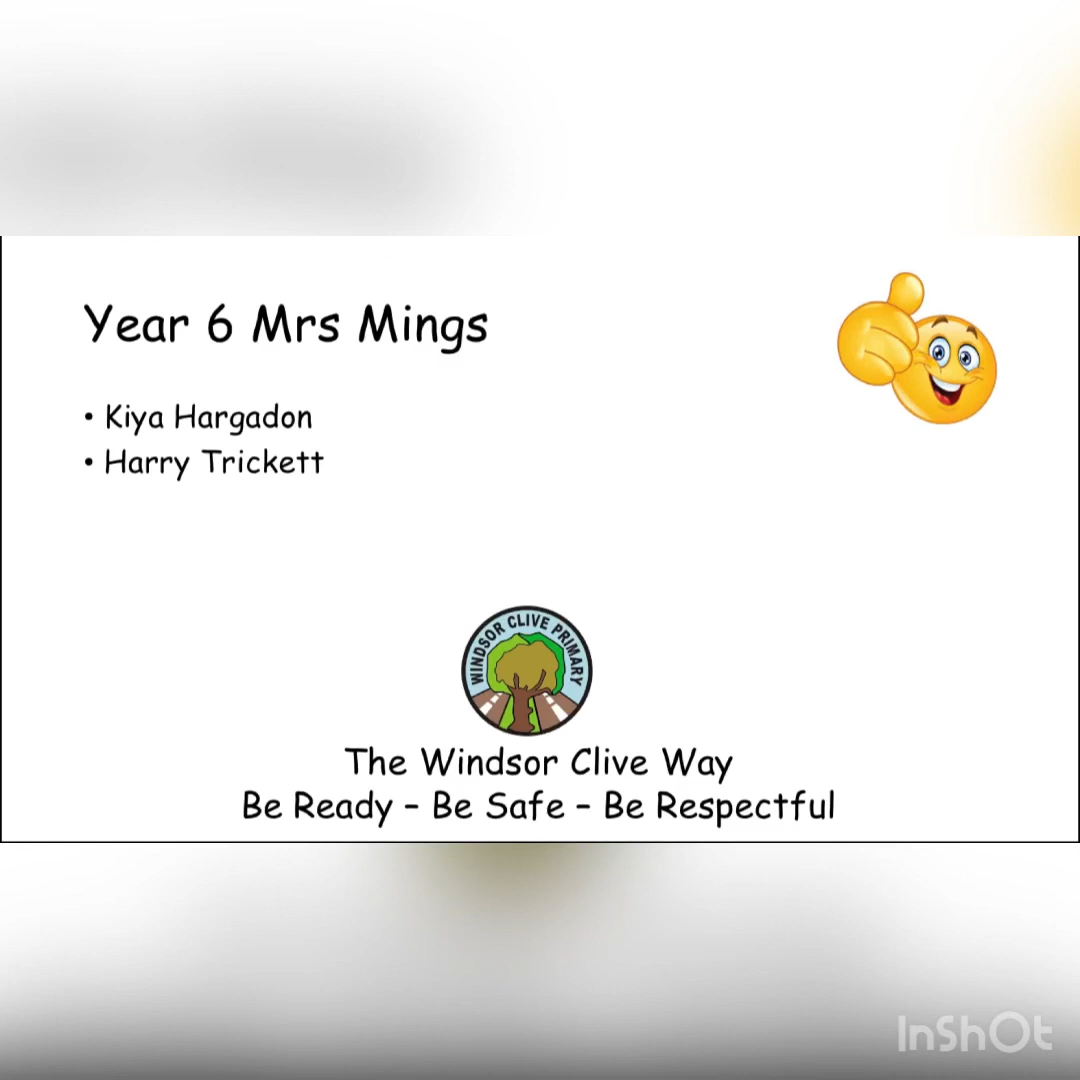 Year 6 Mrs Mings
• Kiya Hargadon
• Harry Trickett
WINDSOR CLIVE PRIMARY
The Windsor Clive Way
Be Ready – Be Safe – Be Respectful
InShOt